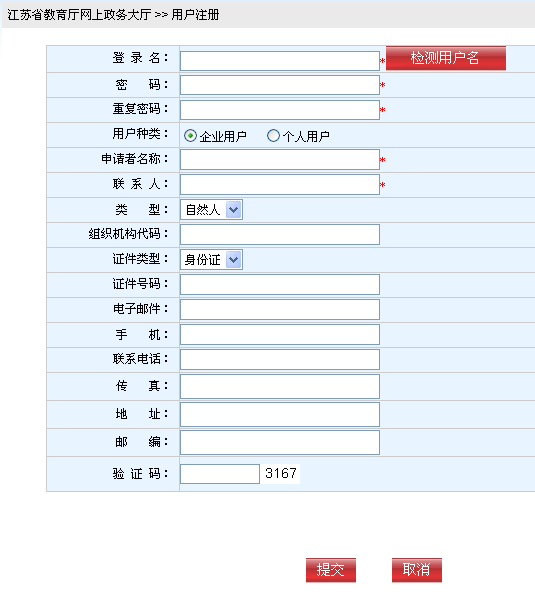 江苏省教育厅网上政务大厅 >> 用户注册
登 录 名： * 检测用户名
密 码： *
重复密码： *
用户种类： 企业用户 个人用户
申请者名称： *
联 系 人： *
类 型： 自然人
组织机构代码：
证件类型： 身份证
证件号码：
电子邮件：
手 机：
联系电话：
传 真：
地 址：
邮 编：
验 证 码： 3167
提交 取消